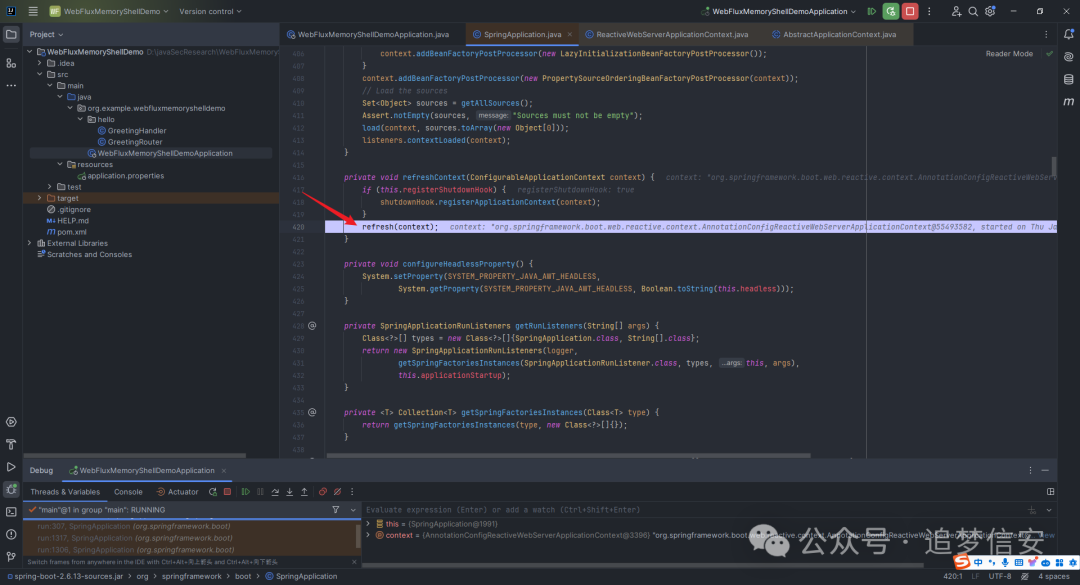 WF WebFluxMemoryShellDemo Version control WebFluxMemoryShellDemoApplication
Project
WebFluxMemoryShellDemoApplication.java SpringApplication.java ReactiveWebServerApplicationContext.java AbstractApplicationContext.java
WebFluxMemoryShellDemo D:\javaSecResearch\WebFluxMemory
.idea
src
main
java
org.example.webfluxmemoryshelldemo
hello
GreetingHandler
GreetingRouter
WebFluxMemoryShellDemoApplication
resources
application.properties
test
target
.gitignore
HELP.md
pom.xml
External Libraries
Scratches and Consoles
Reader Mode
406 context.addBeanFactoryPostProcessor(new LazyInitializationBeanFactoryPostProcessor());
407 }
408 context.addBeanFactoryPostProcessor(new PropertySourceOrderingBeanFactoryPostProcessor(context));
409 // Load the sources
410 Set<Object> sources = getAllSources();
411 Assert.notEmpty(sources, message: "Sources must not be empty");
412 load(context, sources.toArray(new Object[0]));
413 listeners.contextLoaded(context);
414 }
415
416 private void refreshContext(ConfigurableApplicationContext context) { context: "org.springframework.boot.web.reactive.context.AnnotationConfigReactiveWebSer
417 if (this.registerShutdownHook) { registerShutdownHook: true
418 shutdownHook.registerApplicationContext(context);
419 }
420 refresh(context); context: "org.springframework.boot.web.reactive.context.AnnotationConfigReactiveWebServerApplicationContext@55493582, started on Thu Ja
421 }
422
423 private void configureHeadlessProperty() {
424 System.setProperty(SYSTEM_PROPERTY_JAVA_AWT_HEADLESS,
425 System.getProperty(SYSTEM_PROPERTY_JAVA_AWT_HEADLESS, Boolean.toString(this.headless)));
426 }
427
428 private SpringApplicationRunListeners getRunListeners(String[] args) {
429 Class<?>[] types = new Class<?>[]{SpringApplication.class, String[].class};
430 return new SpringApplicationRunListeners(logger,
431 getSpringFactoriesInstances(SpringApplicationRunListener.class, types, ...args: this, args),
432 this.applicationStartup);
433 }
434
435 private <T> Collection<T> getSpringFactoriesInstances(Class<T> type) {
436 return getSpringFactoriesInstances(type, new Class<?>[]{});
437 }
438
Debug WebFluxMemoryShellDemoApplication
Threads & Variables Console Actuator
"main"@1 in group "main": RUNNING
run:307, SpringApplication (org.springframework.boot)
run:1317, SpringApplication (org.springframework.boot)
run:1306, SpringApplication (org.springframework.boot)
Switch frames from anywhere in the IDE with Ctrl+Alt+向上箭头 and Ctrl+Alt+向下箭头
Evaluate expression (Enter) or add a watch (Ctrl+Shift+Enter)
this = {SpringApplication@1991}
context = {AnnotationConfigReactiveWebServerApplicationContext@3396} "org.springframework.boot.web.reactive.context.AnnotationConfigReactiveWebServerApplicationContext
公众号 · 追梦信安
中
spring-boot-2.6.13-sources.jar org springframework boot SpringApplication
420:1 LF UTF-8 4 spaces